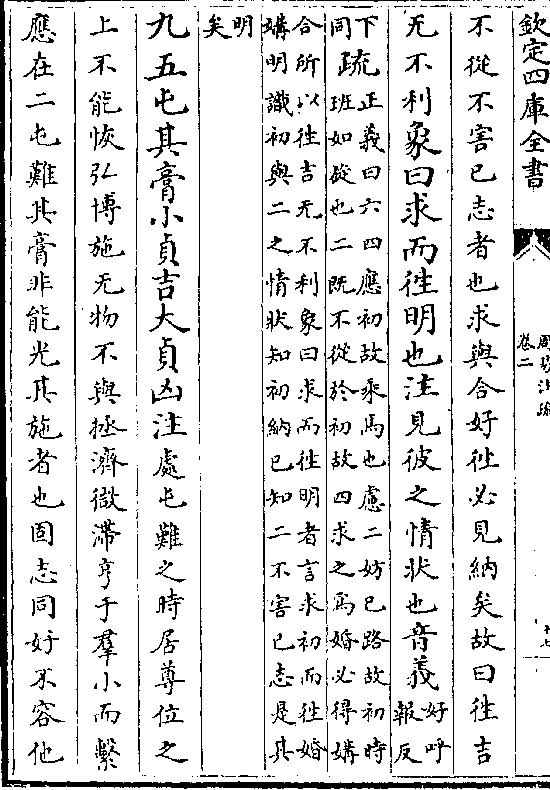 欽定四庫全書
周易注疏
卷二
不從不害已志者也求與合好徃必見納矣故曰徃吉
无不利象曰求而徃明也注見彼之情狀也音義好呼
報反
下疏正義曰六四應初故乘馬也慮二妨已路故初時
同 班如旋也二既不從於初故四求之為婚必得媾
合所以徃吉无不利象曰求而徃明者言求初而徃婚
媾明識初與二之情狀知初納已知二不害已志是其
明矣
九五屯其膏小貞吉大貞凶注處屯難之時居尊位之
上不能恢弘博施无物不與拯濟微滯亨于羣小而繫
應在二屯難其膏非能光其施者也固志同好不容他